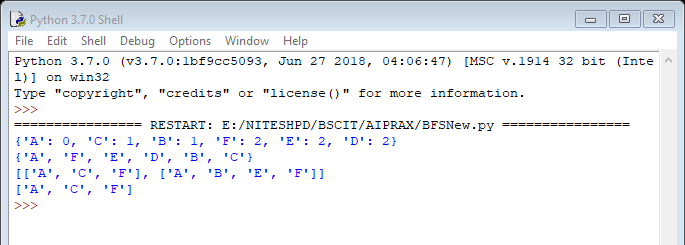 Python 3.7.0 Shell
File Edit Shell Debug Options Window Help
Python 3.7.0 (v3.7.0:1bf9cc5093, Jun 27 2018, 04:06:47) [MSC v.1914 32 bit (Inte
l)] on win32
Type "copyright", "credits" or "license()" for more information.
>>>
================ RESTART: E:/NITESHPD/BSCIT/AIPRAX/BFSNew.py ================
{'A': 0, 'C': 1, 'B': 1, 'F': 2, 'E': 2, 'D': 2}
{'A', 'F', 'E', 'D', 'B', 'C'}
[['A', 'C', 'F'], ['A', 'B', 'E', 'F']]
['A', 'C', 'F']
>>>